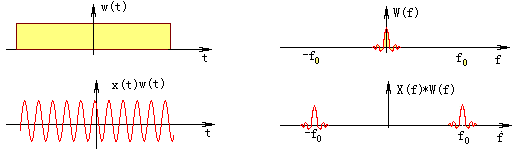 w(t)
t
W(f)
-f₀
f₀
f
x(t)w(t)
t
X(f)*W(f)
-f₀
f₀
f